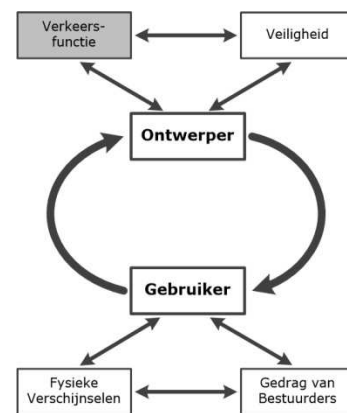 Verkeers-
functie
Veiligheid
Ontwerper
Gebruiker
Fysieke
Verschijnselen
Gedrag van
Bestuurders